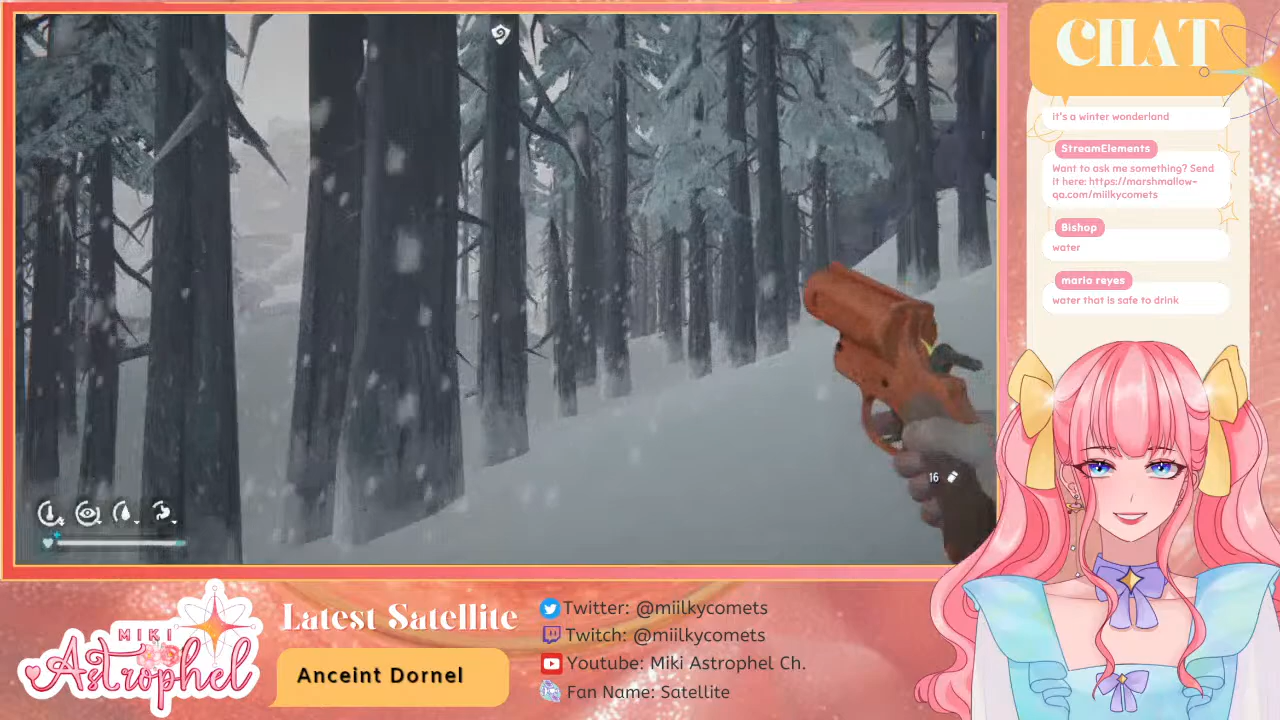 CHAT
it's a winter wonderland
StreamElements
Want to ask me something? Send
it here: https://marshmallow-
qa.com/miilkycomets
Bishop
water
mario reyes
water that is safe to drink
16
MIKI
Astrophel
Latest Satellite
Anceint Dornel
Twitter: @miilkycomets
Twitch: @miilkycomets
Youtube: Miki Astrophel Ch.
Fan Name: Satellite